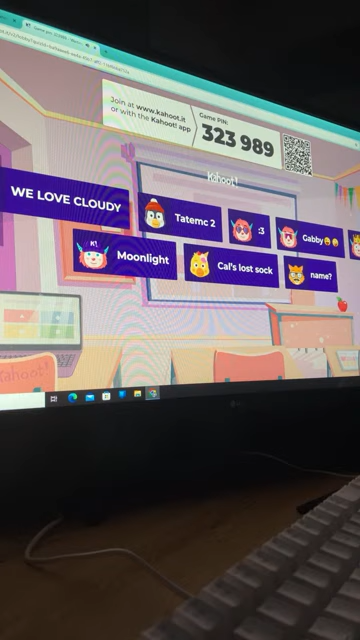 Join at www.kahoot.it
or with the Kahoot! app
Game PIN:
323 989
Kahoot!
WE LOVE CLOUDY
Tatemc 2
:3
Gabby😄😜
K!
Moonlight
Cal's lost sock
name?
Kahoot!